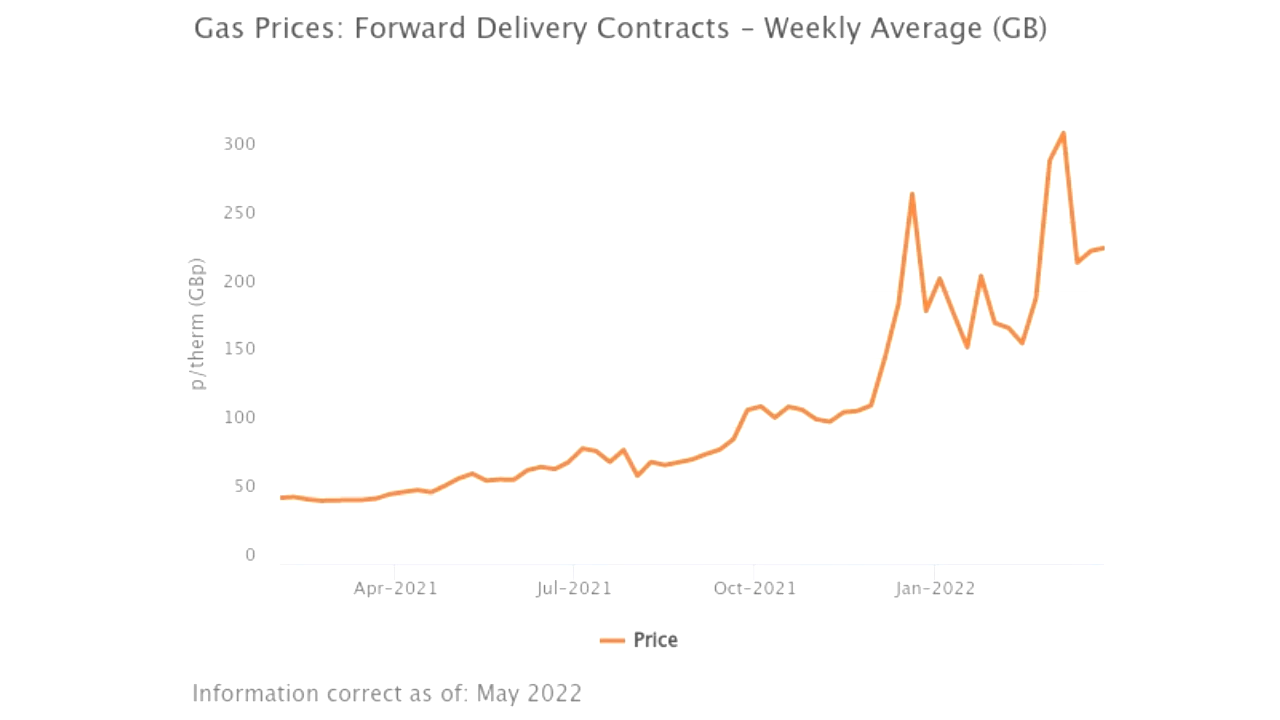 Gas Prices: Forward Delivery Contracts – Weekly Average (GB)
300
250
200
150
100
50
0
p/therm (GBp)
Apr-2021
Jul-2021
Oct-2021
Jan-2022
Price
Information correct as of: May 2022